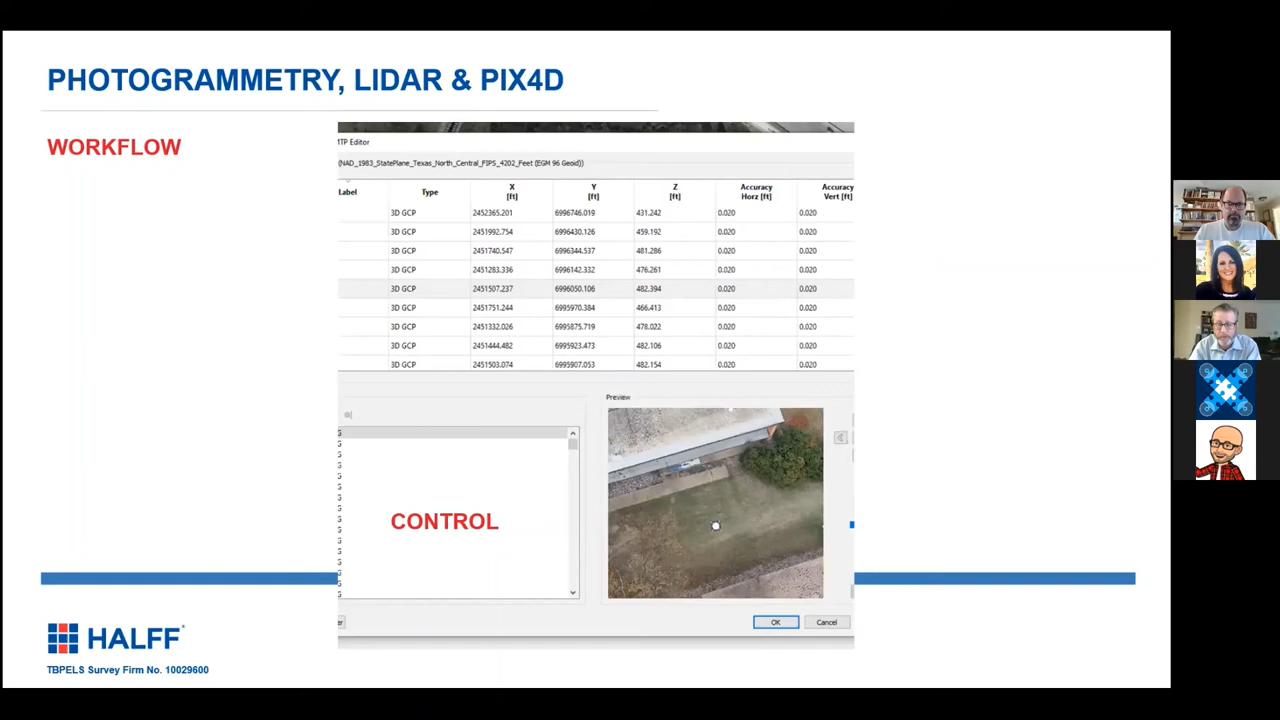 PHOTOGRAMMETRY, LIDAR & PIX4D
WORKFLOW
MTP Editor
(NAD_1983_StatePlane_Texas_North_Central_FIPS_4202_Feet (EGM 96 Geoid))
Label Type X [ft] Y [ft] Z [ft] Accuracy Horz [ft] Accuracy Vert [ft]
3D GCP 2452365.201 6996746.019 431.242 0.020 0.020
3D GCP 2451992.754 6996430.126 459.192 0.020 0.020
3D GCP 2451740.547 6996344.537 481.286 0.020 0.020
3D GCP 2451283.336 6996142.332 476.261 0.020 0.020
3D GCP 2451507.237 6996050.106 482.394 0.020 0.020
3D GCP 2451751.244 6995970.384 466.413 0.020 0.020
3D GCP 2451332.026 6995875.719 478.022 0.020 0.020
3D GCP 2451444.482 6995923.473 482.106 0.020 0.020
3D GCP 2451503.074 6995907.053 482.154 0.020 0.020
Preview
CONTROL
OK Cancel
HALFF
TBPELS Survey Firm No. 10029600